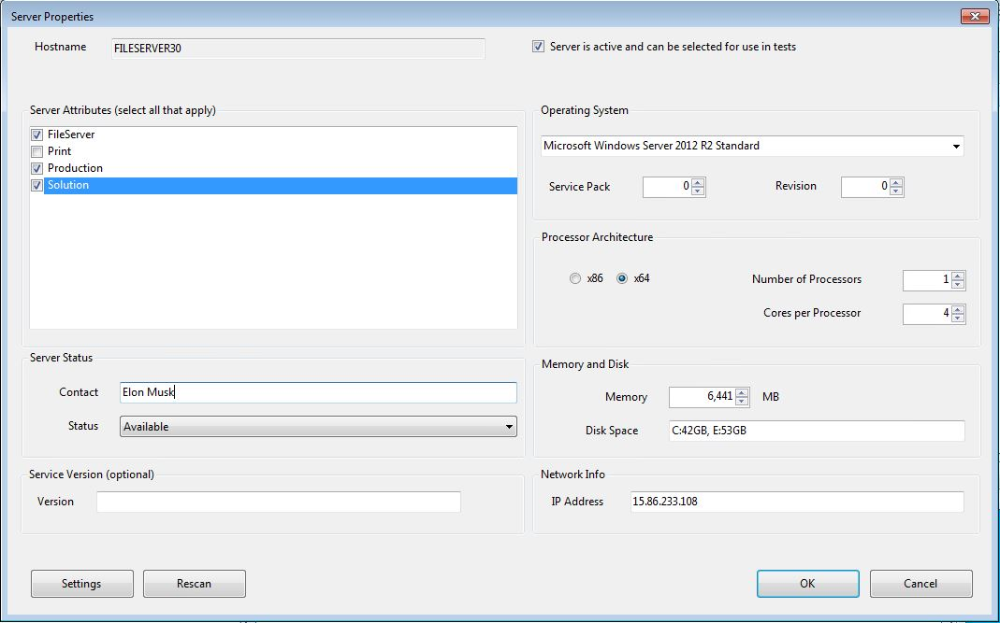 Server Properties
Hostname FILESERVER30
Server is active and can be selected for use in tests
Server Attributes (select all that apply)
FileServer
Print
Production
Solution
Operating System
Microsoft Windows Server 2012 R2 Standard
Service Pack 0 Revision 0
Processor Architecture
x86 x64 Number of Processors 1
Cores per Processor 4
Server Status
Contact Elon Musk
Status Available
Memory and Disk
Memory 6,441 MB
Disk Space C:42GB, E:53GB
Service Version (optional)
Version
Network Info
IP Address 15.86.233.108
Settings Rescan OK Cancel